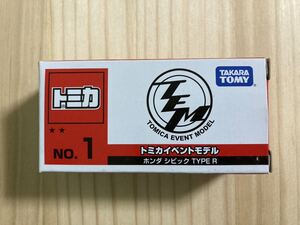 トミカ
TAKARA TOMY
TEM
TOMICA EVENT MODEL
★★
NO. 1
トミカイベントモデル
ホンダ シビック TYPE R